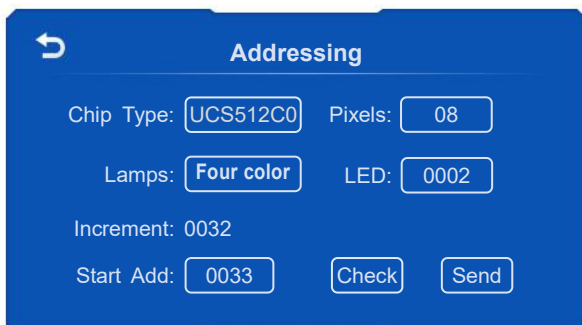 Addressing
Chip Type: UCS512C0 Pixels: 08
Lamps: Four color LED: 0002
Increment: 0032
Start Add: 0033 Check Send